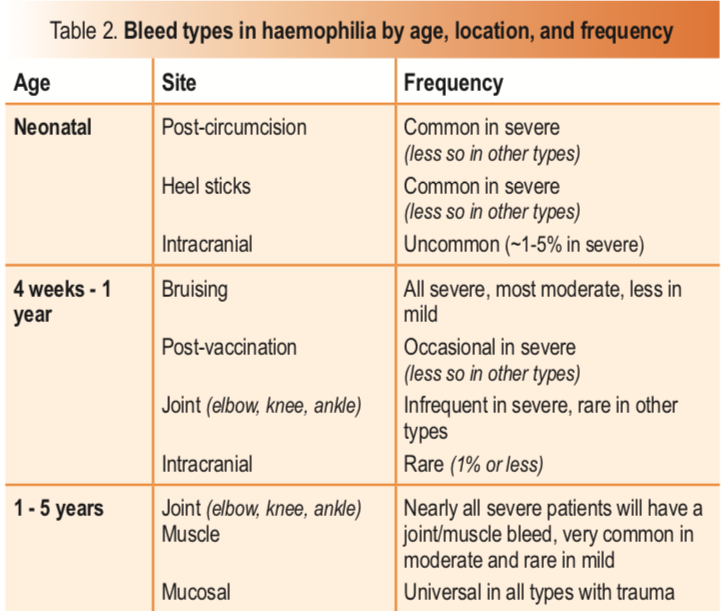 Table 2. Bleed types in haemophilia by age, location, and frequency
Age Site Frequency
Neonatal Post-circumcision Common in severe
(less so in other types)
Heel sticks Common in severe
(less so in other types)
Intracranial Uncommon (~1-5% in severe)
4 weeks - 1 Bruising All severe, most moderate, less in
year mild
Post-vaccination Occasional in severe
(less so in other types)
Joint (elbow, knee, ankle) Infrequent in severe, rare in other
types
Intracranial Rare (1% or less)
1 - 5 years Joint (elbow, knee, ankle) Nearly all severe patients will have a
Muscle joint/muscle bleed, very common in
moderate and rare in mild
Mucosal Universal in all types with trauma